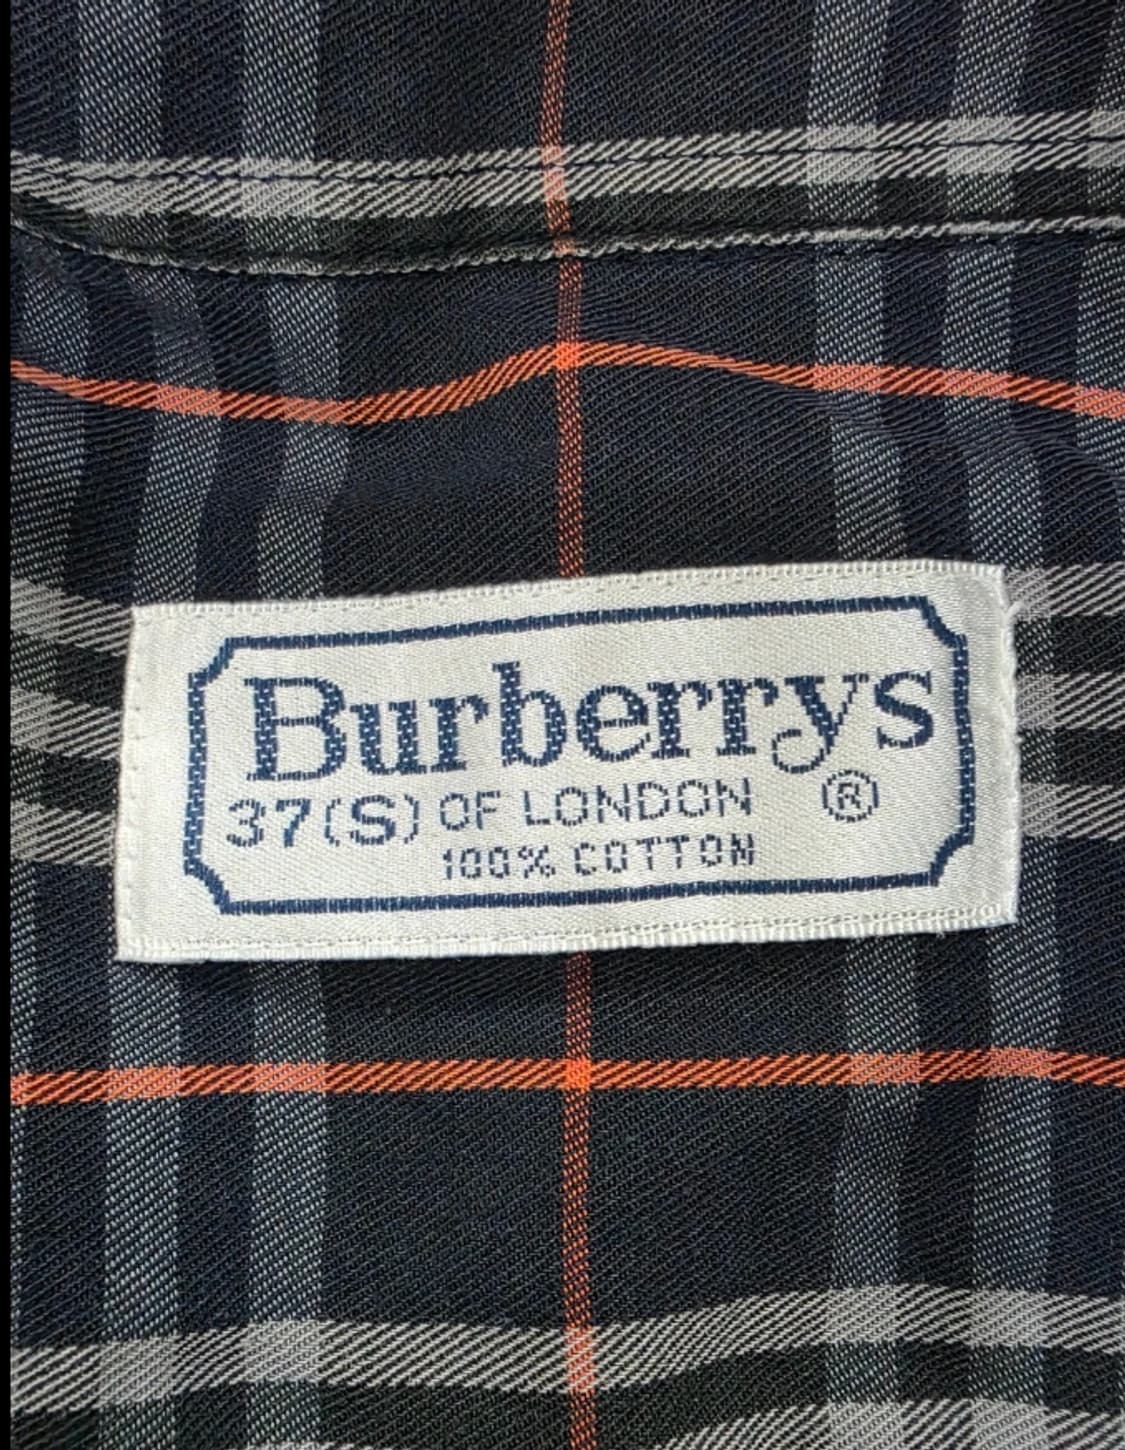 Burberrys
37(S) OF LONDON ®
100% COTTON